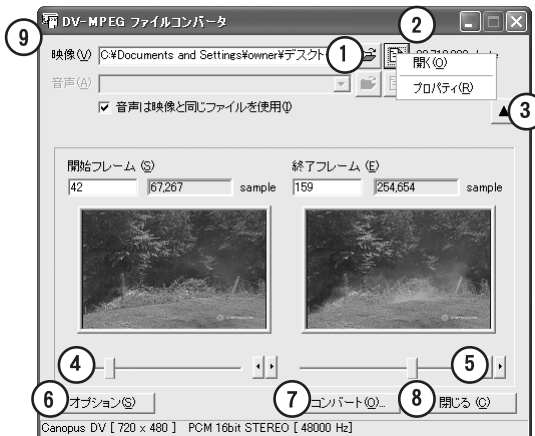 DV-MPEG ファイルコンバータ
2
9
映像(V) C:¥Documents and Settings¥owner¥デスクト
1
開く(O)
プロパティ(R)
音声(A)
音声は映像と同じファイルを使用(I)
3
開始フレーム (S)
終了フレーム (E)
42 67,267 sample
159 254,654 sample
4
5
6
7
8
オプション(S)
コンバート(O)...
閉じる (C)
Canopus DV [ 720 x 480 ] PCM 16bit STEREO [ 48000 Hz]